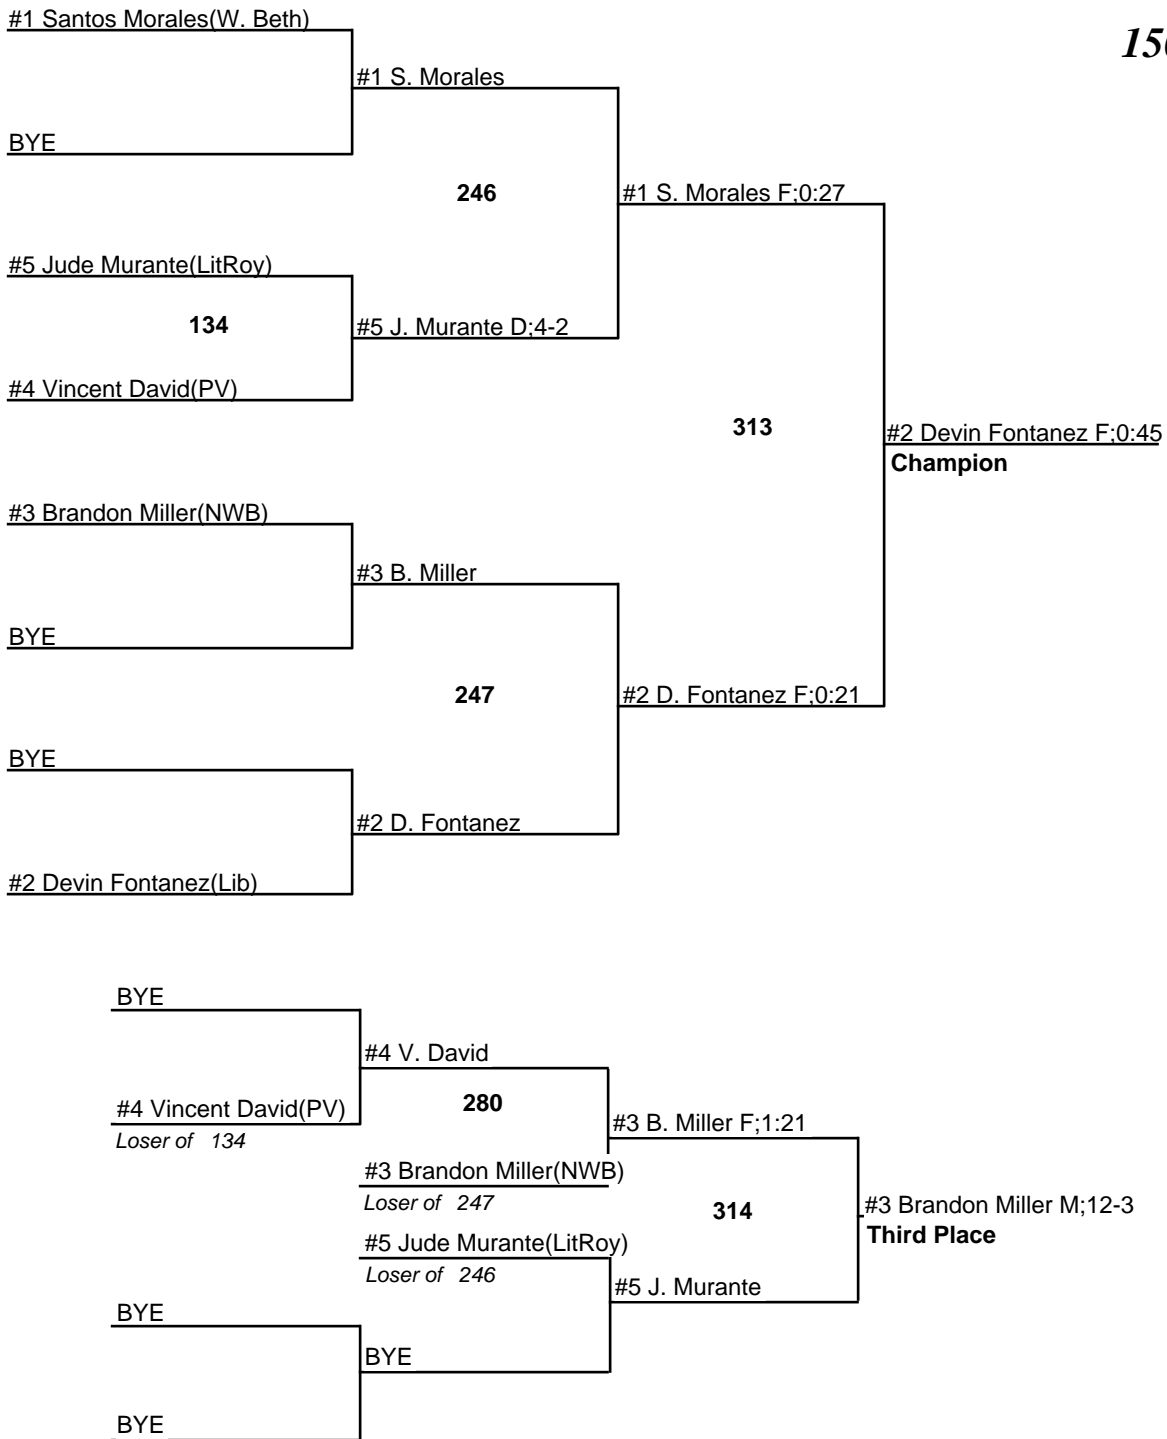 #1 Santos Morales(W. Beth)
#1 S. Morales
BYE
246
#1 S. Morales F;0:27
#5 Jude Murante(LitRoy)
134
#5 J. Murante D;4-2
#4 Vincent David(PV)
313
#2 Devin Fontanez F;0:45
Champion
#3 Brandon Miller(NWB)
#3 B. Miller
BYE
247
#2 D. Fontanez F;0:21
BYE
#2 D. Fontanez
#2 Devin Fontanez(Lib)
BYE
#4 V. David
#4 Vincent David(PV)
Loser of 134
280
#3 B. Miller F;1:21
#3 Brandon Miller(NWB)
Loser of 247
314
#3 Brandon Miller M;12-3
Third Place
#5 Jude Murante(LitRoy)
Loser of 246
#5 J. Murante
BYE
BYE
BYE